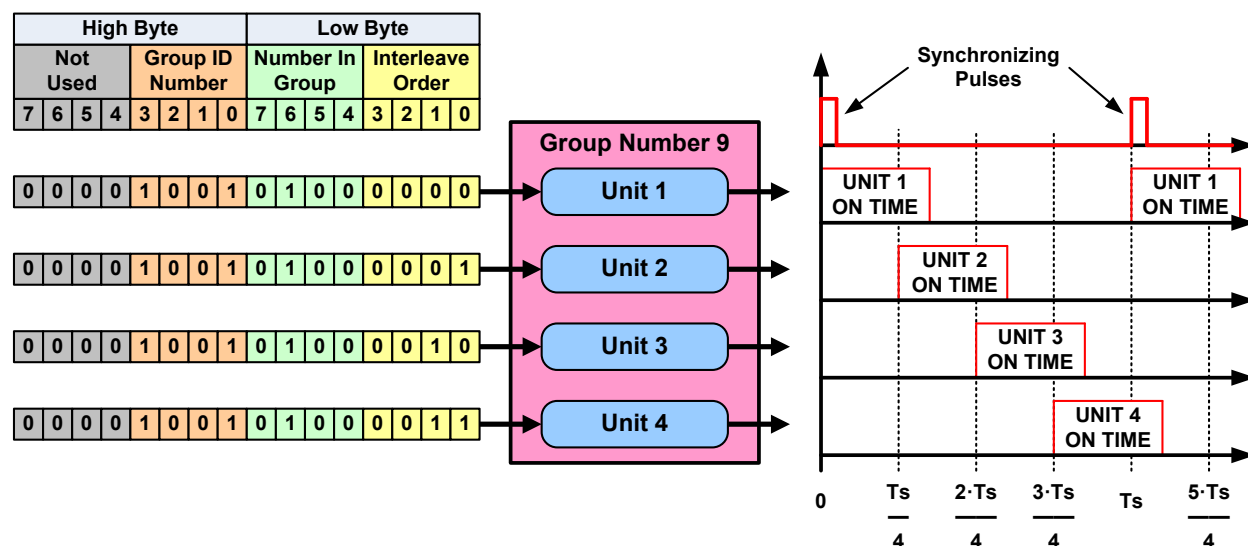 High Byte Low Byte
Not Used Group ID Number Number In Group Interleave Order
7 6 5 4 3 2 1 0 7 6 5 4 3 2 1 0
0 0 0 0 1 0 0 1 0 1 0 0 0 0 0 0
0 0 0 0 1 0 0 1 0 1 0 0 0 0 0 1
0 0 0 0 1 0 0 1 0 1 0 0 0 0 1 0
0 0 0 0 1 0 0 1 0 1 0 0 0 0 1 1
Group Number 9
Unit 1
Unit 2
Unit 3
Unit 4
Synchronizing
Pulses
UNIT 1
ON TIME
UNIT 1
ON TIME
UNIT 2
ON TIME
UNIT 3
ON TIME
UNIT 4
ON TIME
0 Ts/4 2·Ts/4 3·Ts/4 Ts 5·Ts/4